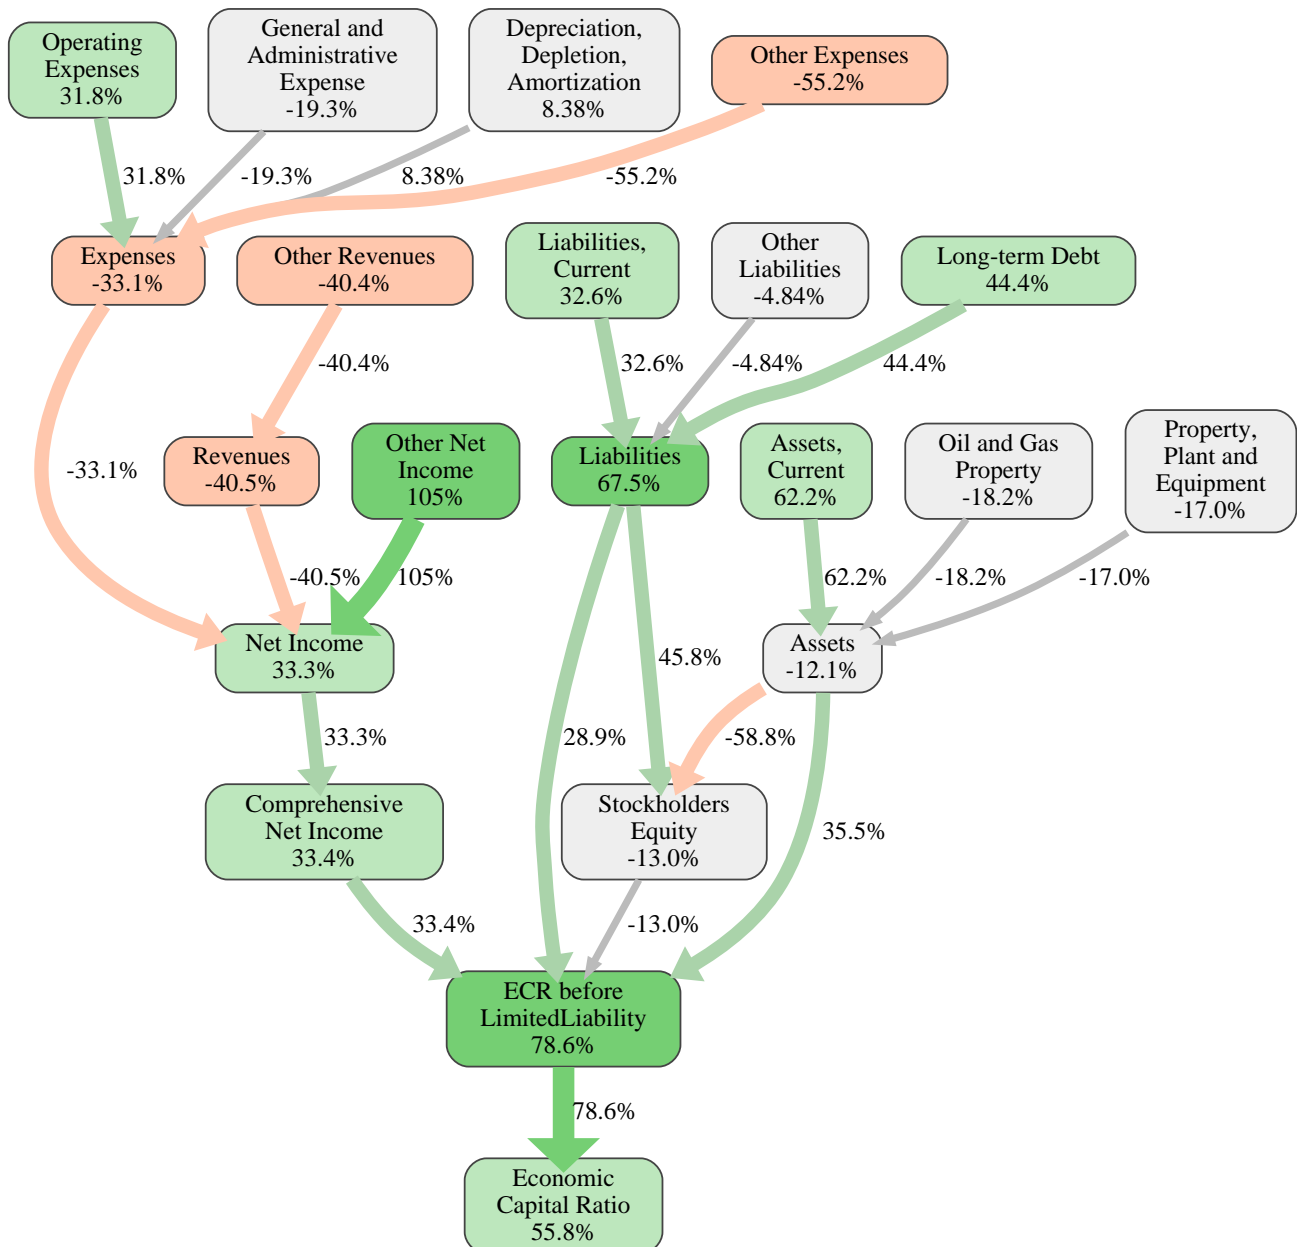 Operating
Expenses
31.8%
General and
Administrative
Expense
-19.3%
Depreciation,
Depletion,
Amortization
8.38%
Other Expenses
-55.2%
31.8%
-19.3%
8.38%
-55.2%
Expenses
-33.1%
Other Revenues
-40.4%
Liabilities,
Current
32.6%
Other
Liabilities
-4.84%
Long-term Debt
44.4%
-40.4%
32.6%
-4.84%
44.4%
-33.1%
Revenues
-40.5%
Other Net
Income
105%
Liabilities
67.5%
Assets,
Current
62.2%
Oil and Gas
Property
-18.2%
Property,
Plant and
Equipment
-17.0%
-40.5%
105%
62.2%
-18.2%
-17.0%
Net Income
33.3%
45.8%
Assets
-12.1%
33.3%
28.9%
-58.8%
Comprehensive
Net Income
33.4%
Stockholders
Equity
-13.0%
35.5%
33.4%
-13.0%
ECR before
LimitedLiability
78.6%
78.6%
Economic
Capital Ratio
55.8%